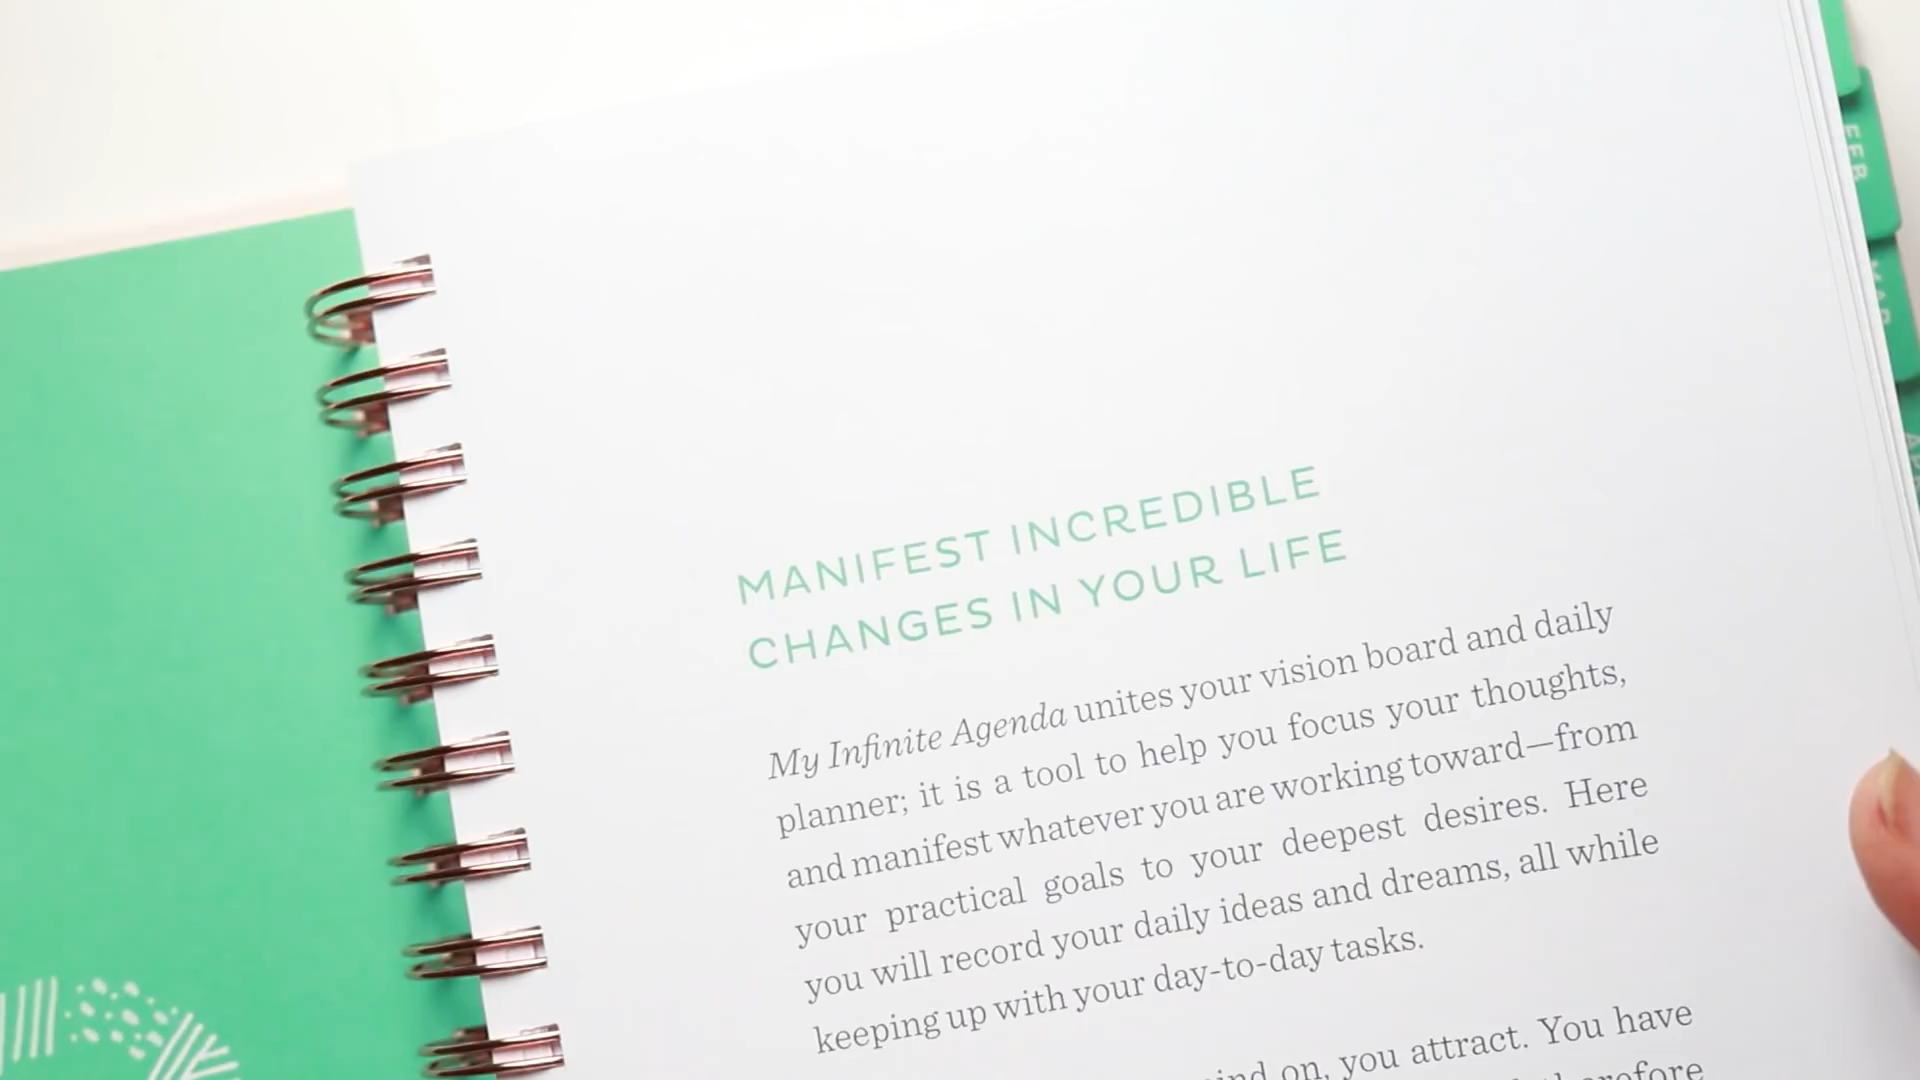 MANIFEST INCREDIBLE
CHANGES IN YOUR LIFE
My Infinite Agenda unites your vision board and daily
planner; it is a tool to help you focus your thoughts,
and manifest whatever you are working toward—from
your practical goals to your deepest desires. Here
you will record your daily ideas and dreams, all while
keeping up with your day-to-day tasks.
on, you attract. You have
FEB
MAR